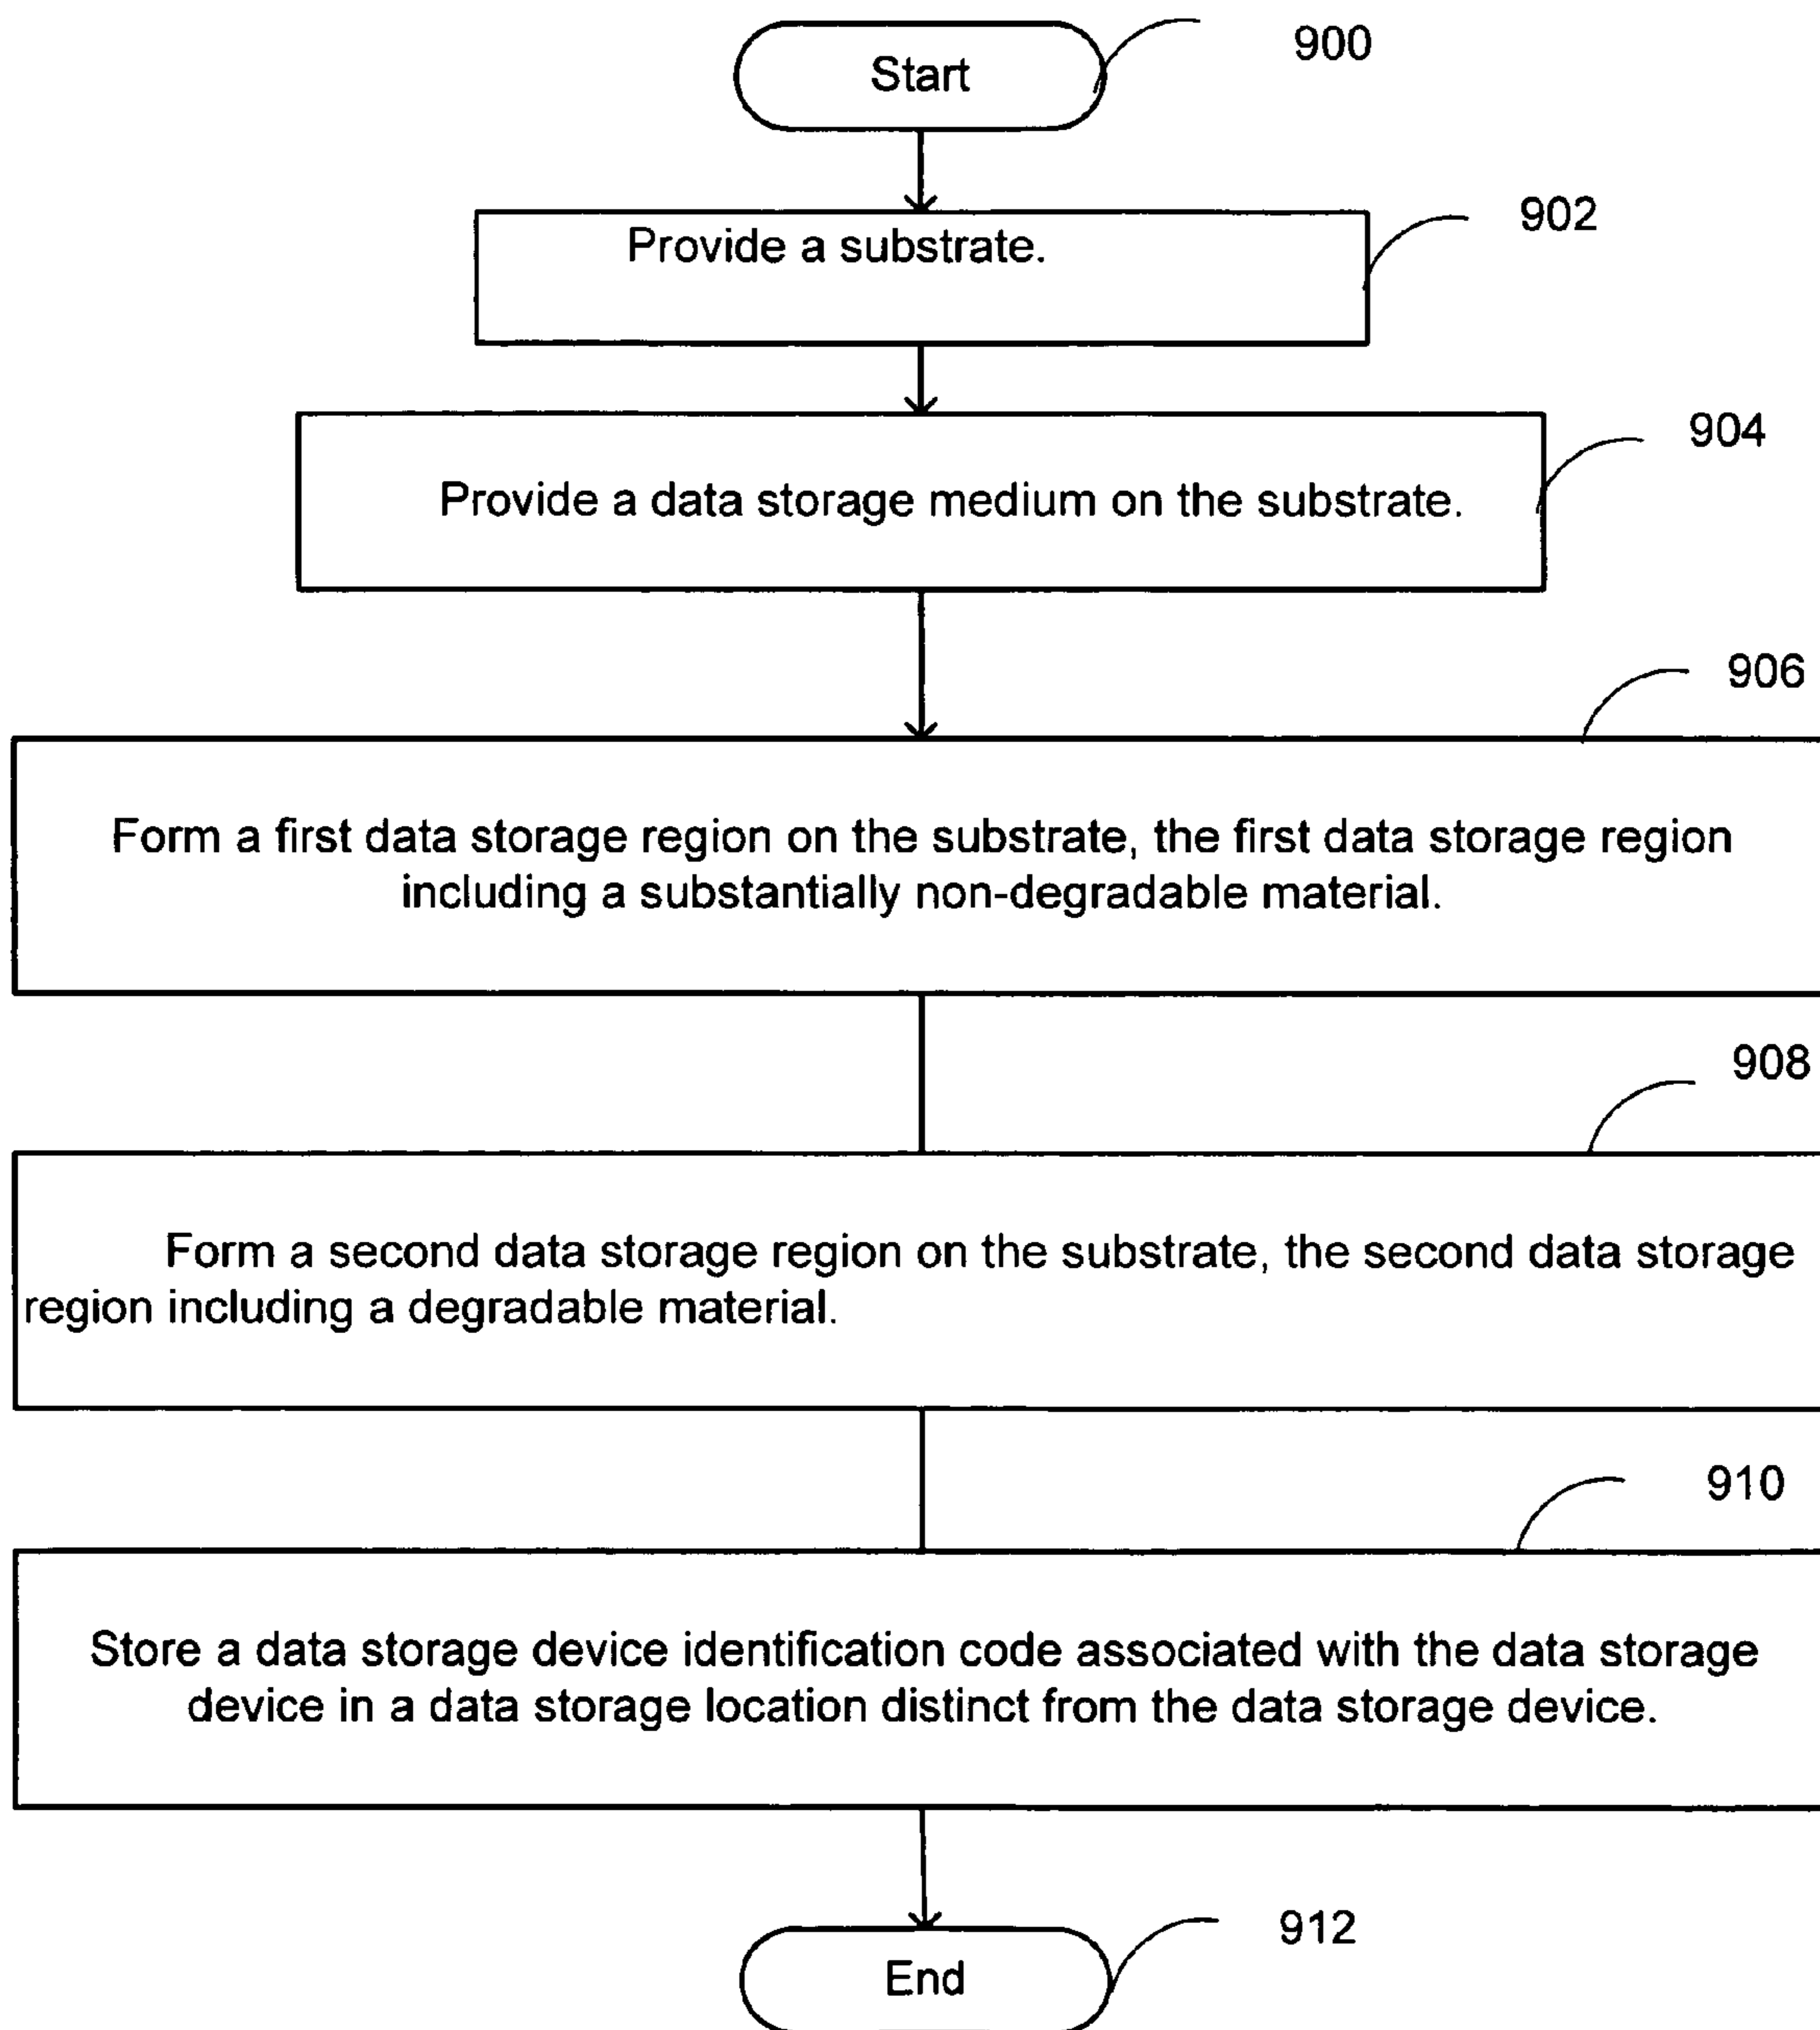 Start
900
Provide a substrate.
902
904
Provide a data storage medium on the substrate.
906
Form a first data storage region on the substrate, the first data storage region
including a substantially non-degradable material.
908
Form a second data storage region on the substrate, the second data storage
region including a degradable material.
910
Store a data storage device identification code associated with the data storage
device in a data storage location distinct from the data storage device.
912
End